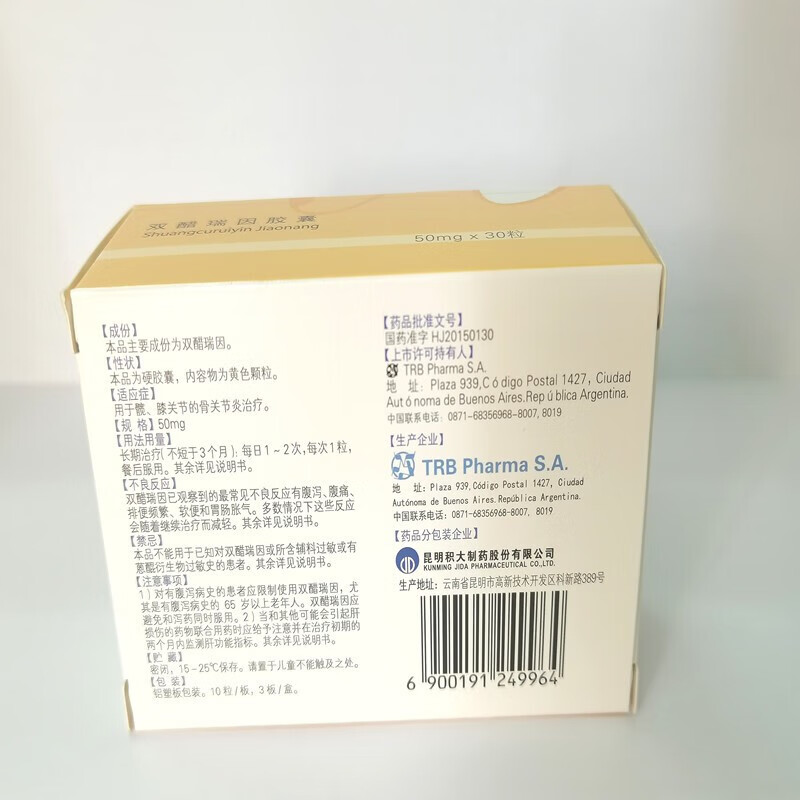 双醋瑞因胶囊
Shuangcuruiyin Jiaonang
50mg x 30粒
【成份】
本品主要成份为双醋瑞因。
【性状】
本品为硬胶囊，内容物为黄色颗粒。
【适应症】
用于髋、膝关节的骨关节炎治疗。
【规 格】50mg
【用法用量】
长期治疗（不短于3个月）：每日1~2次，每次1粒，
餐后服用。其余详见说明书。
【不良反应】
双醋瑞因已观察到的最常见不良反应有腹泻、腹痛、
排便频繁、软便和胃肠胀气。多数情况下这些反应
会随着继续治疗而减轻。其余详见说明书。
【禁忌】
本品不能用于已知对双醋瑞因或所含辅料过敏或有
蒽醌衍生物过敏史的患者。其余详见说明书。
【注意事项】
1）对有腹泻病史的患者应限制使用双醋瑞因，尤
其是有腹泻病史的 65 岁以上老年人。双醋瑞因应
避免和泻药同时服用。2）当和其他可能会引起肝
损伤的药物联合用药时应给予注意并在治疗初期的
两个月内监测肝功能指标。其余详见说明书。
【贮 藏】
密闭，15-25℃保存。请置于儿童不能触及之处。
【包 装】
铝塑板包装。10粒/板，3板/盒。
【药品批准文号】
国药准字 HJ20150130
【上市许可持有人】
TRB Pharma S.A.
地 址: Plaza 939,Código Postal 1427, Ciudad
Autónoma de Buenos Aires.República Argentina.
中国联系电话: 0871-68356968-8007, 8019
【生产企业】
TRB Pharma S.A.
地 址: Plaza 939,Código Postal 1427, Ciudad
Autónoma de Buenos Aires.República Argentina.
中国联系电话: 0871-68356968-8007, 8019
【药品分包装企业】
昆明积大制药股份有限公司
KUNMING JIDA PHARMACEUTICAL CO.,LTD.
生产地址: 云南省昆明市高新技术开发区科新路389号
6 900191 249964